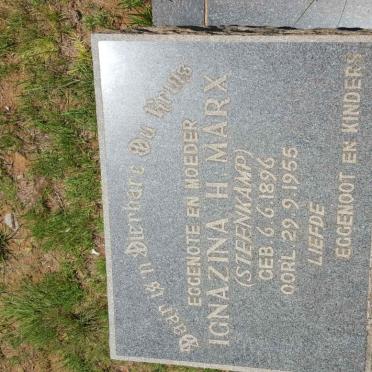 Daar is n Dierbare Ou Kruis
EGGENOTE EN MOEDER
IGNAZINA H MARX
(STEENKAMP)
GEB 6.6.1896
OORL 29.9.1955
LIEFDE
EGGENOOT EN KINDERS